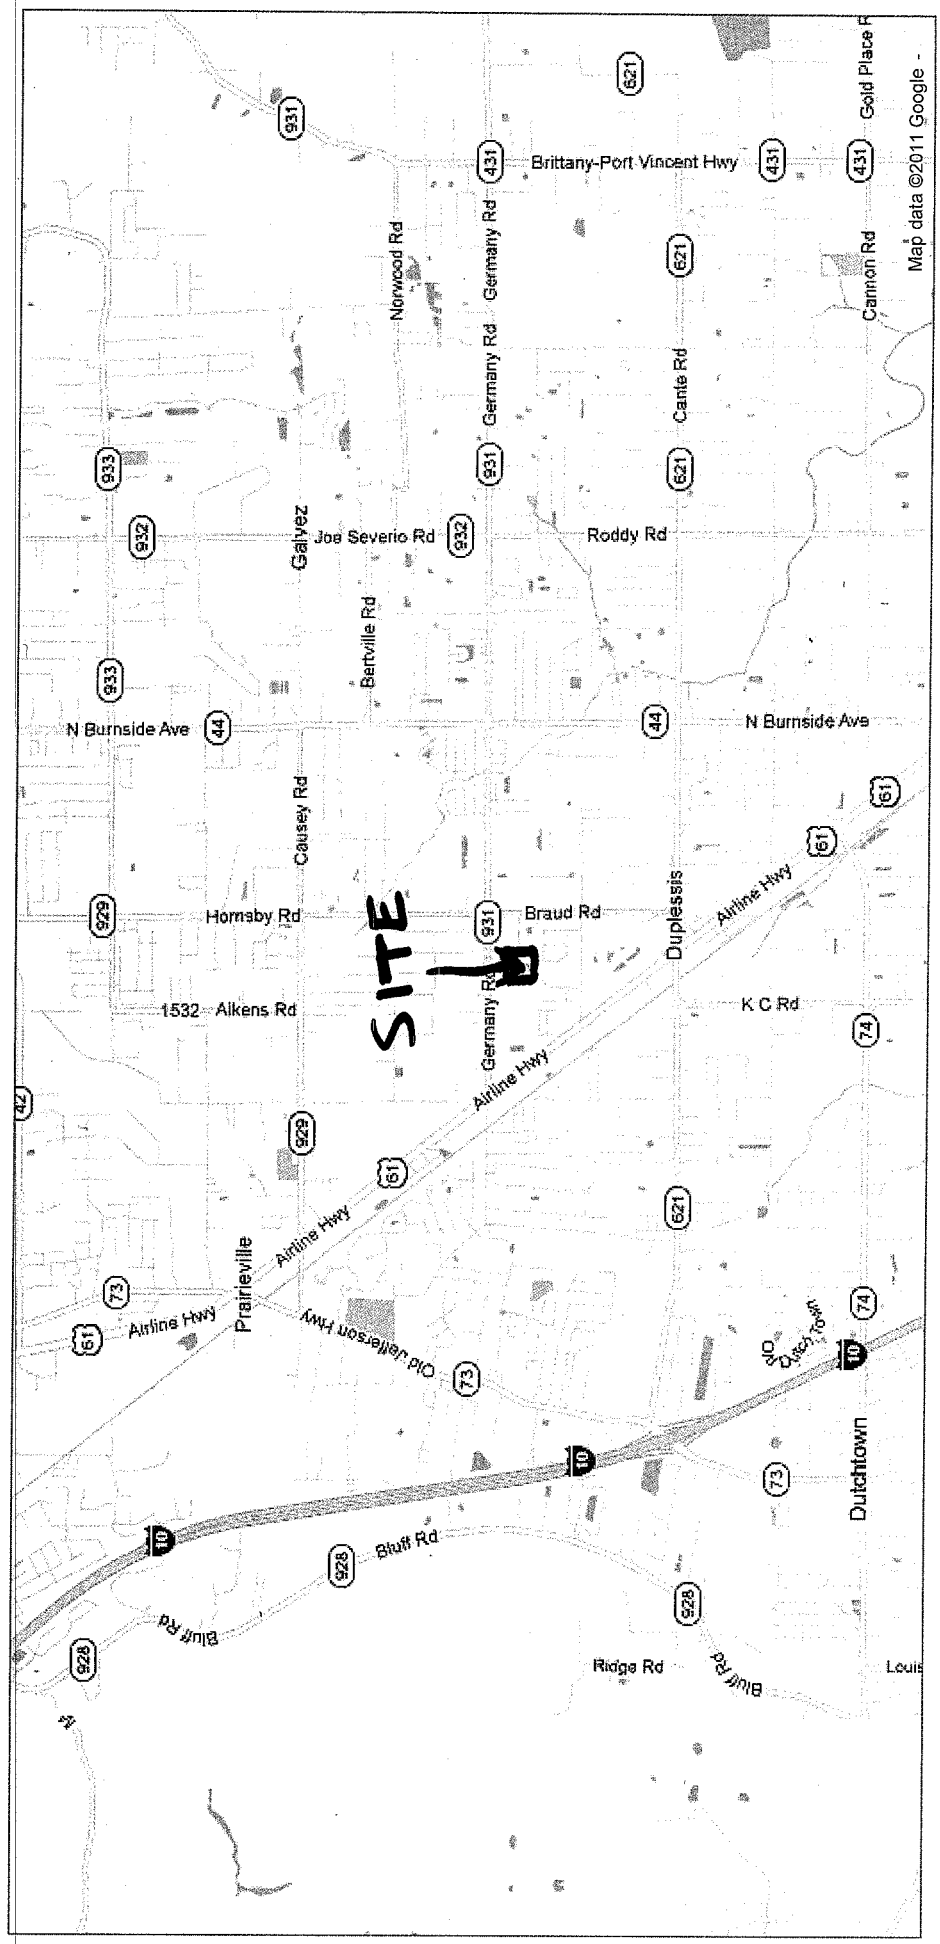 Gold Place R
621
931
431
Brittany-Port Vincent Hwy
431
431
Map data ©2011 Google -
Norwood Rd
Germany Rd
621
Cannon Rd
Germany Rd
Cante Rd
933
931
621
932
Galvez
Joe Severio Rd
932
Roddy Rd
Bertville Rd
933
N Burnside Ave
44
44
N Burnside Ave
61
Causey Rd
61
Airline Hwy
929
Hornsby Rd
SITE
931
Braud Rd
Duplessis
1532
Aikens Rd
Germany Rd
K C Rd
74
Airline Hwy
42
929
61
621
Airline Hwy
Prairieville
73
61
Airline Hwy
Old Jefferson Hwy
73
74
Dutch Town
10
10
73
Dutchtown
10
928
Bluff Rd
928
Bluff Rd
928
Ridge Rd
Bluff Rd
Louis